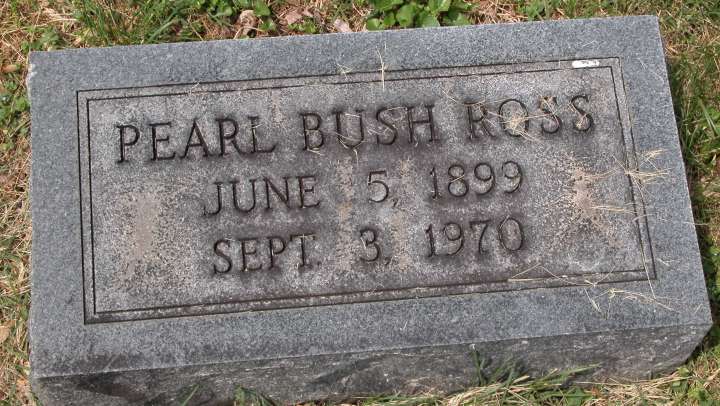 PEARL BUSH ROSS
JUNE 5, 1899
SEPT. 3, 1970